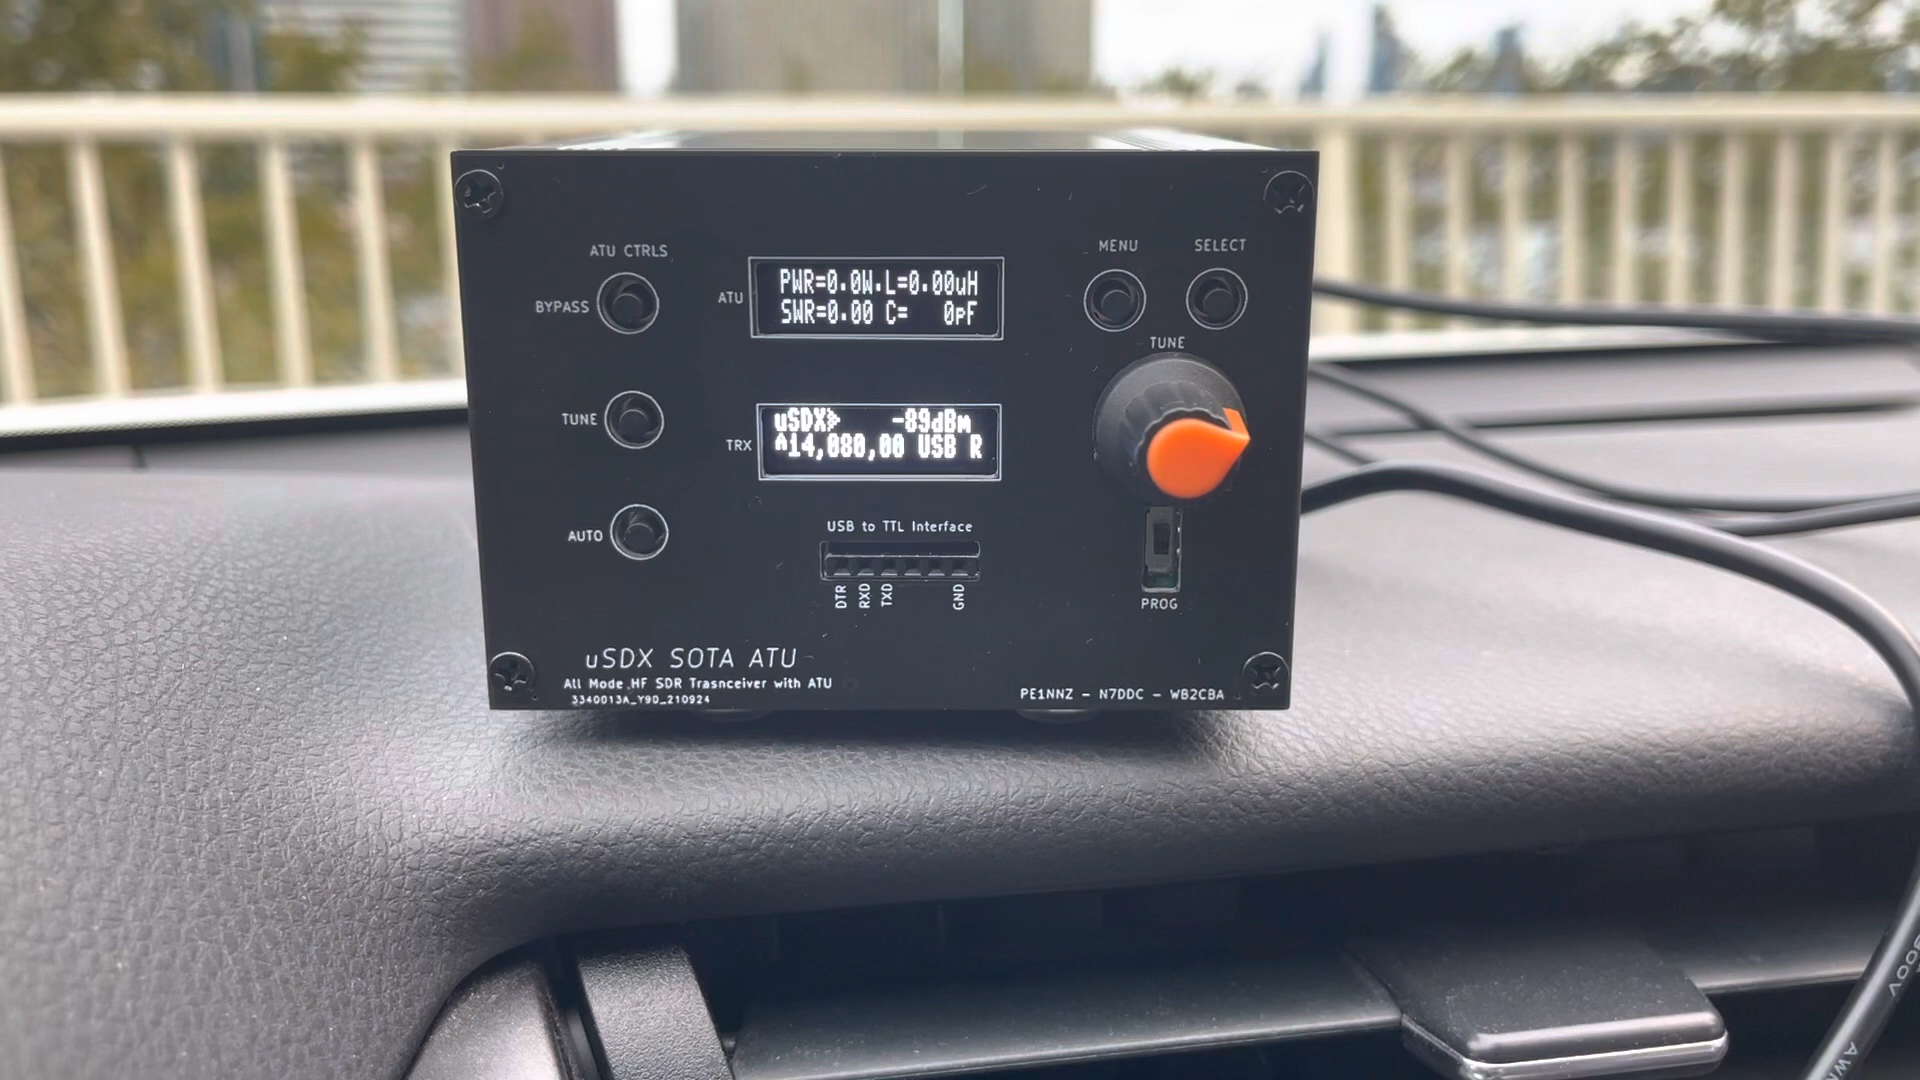 ATU CTRLS
BYPASS
TUNE
AUTO
ATU
PWR=0.0W.L=0.00uH
SWR=0.00 C= 0pF
TRX
uSDX -89dBm
^14,080,00 USB R
MENU
SELECT
TUNE
PROG
USB to TTL Interface
DTR
RXD
TXD
GND
uSDX SOTA ATU
All Mode HF SDR Trasnceiver with ATU
3340013A_Y90_210924
PE1NNZ - N7DDC - WB2CBA